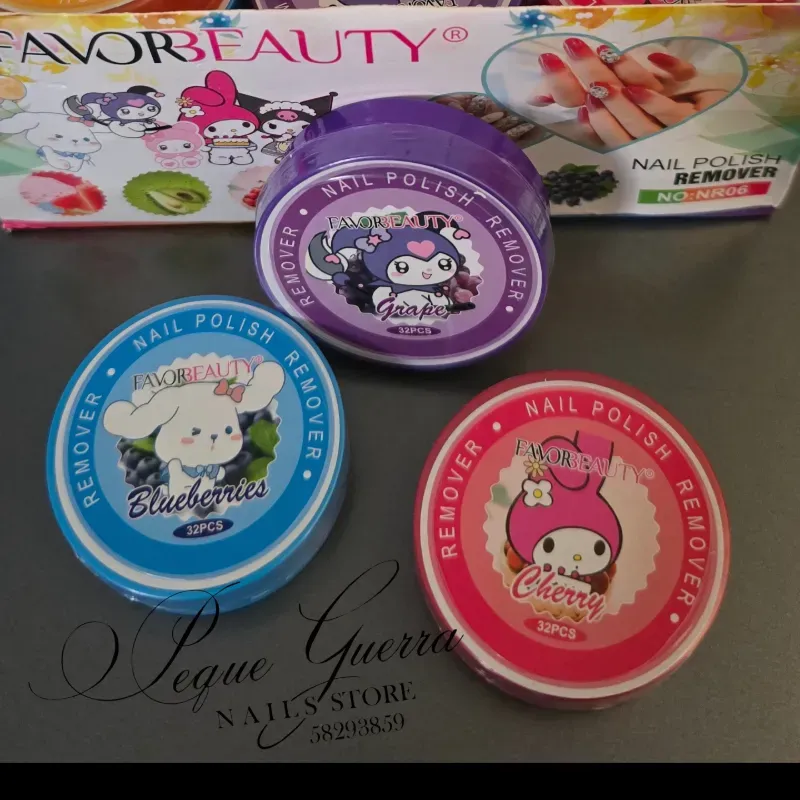 FAVORBEAUTY®
NAIL POLISH
REMOVER
NO:NR06
NAIL POLISH REMOVER • REMOVER •
FAVORBEAUTY®
Grape
32PCS
NAIL POLISH REMOVER • REMOVER •
FAVORBEAUTY®
Blueberries
32PCS
NAIL POLISH REMOVER • REMOVER •
FAVORBEAUTY®
Cherry
32PCS
Peque Guerra
NAILS STORE
58293859